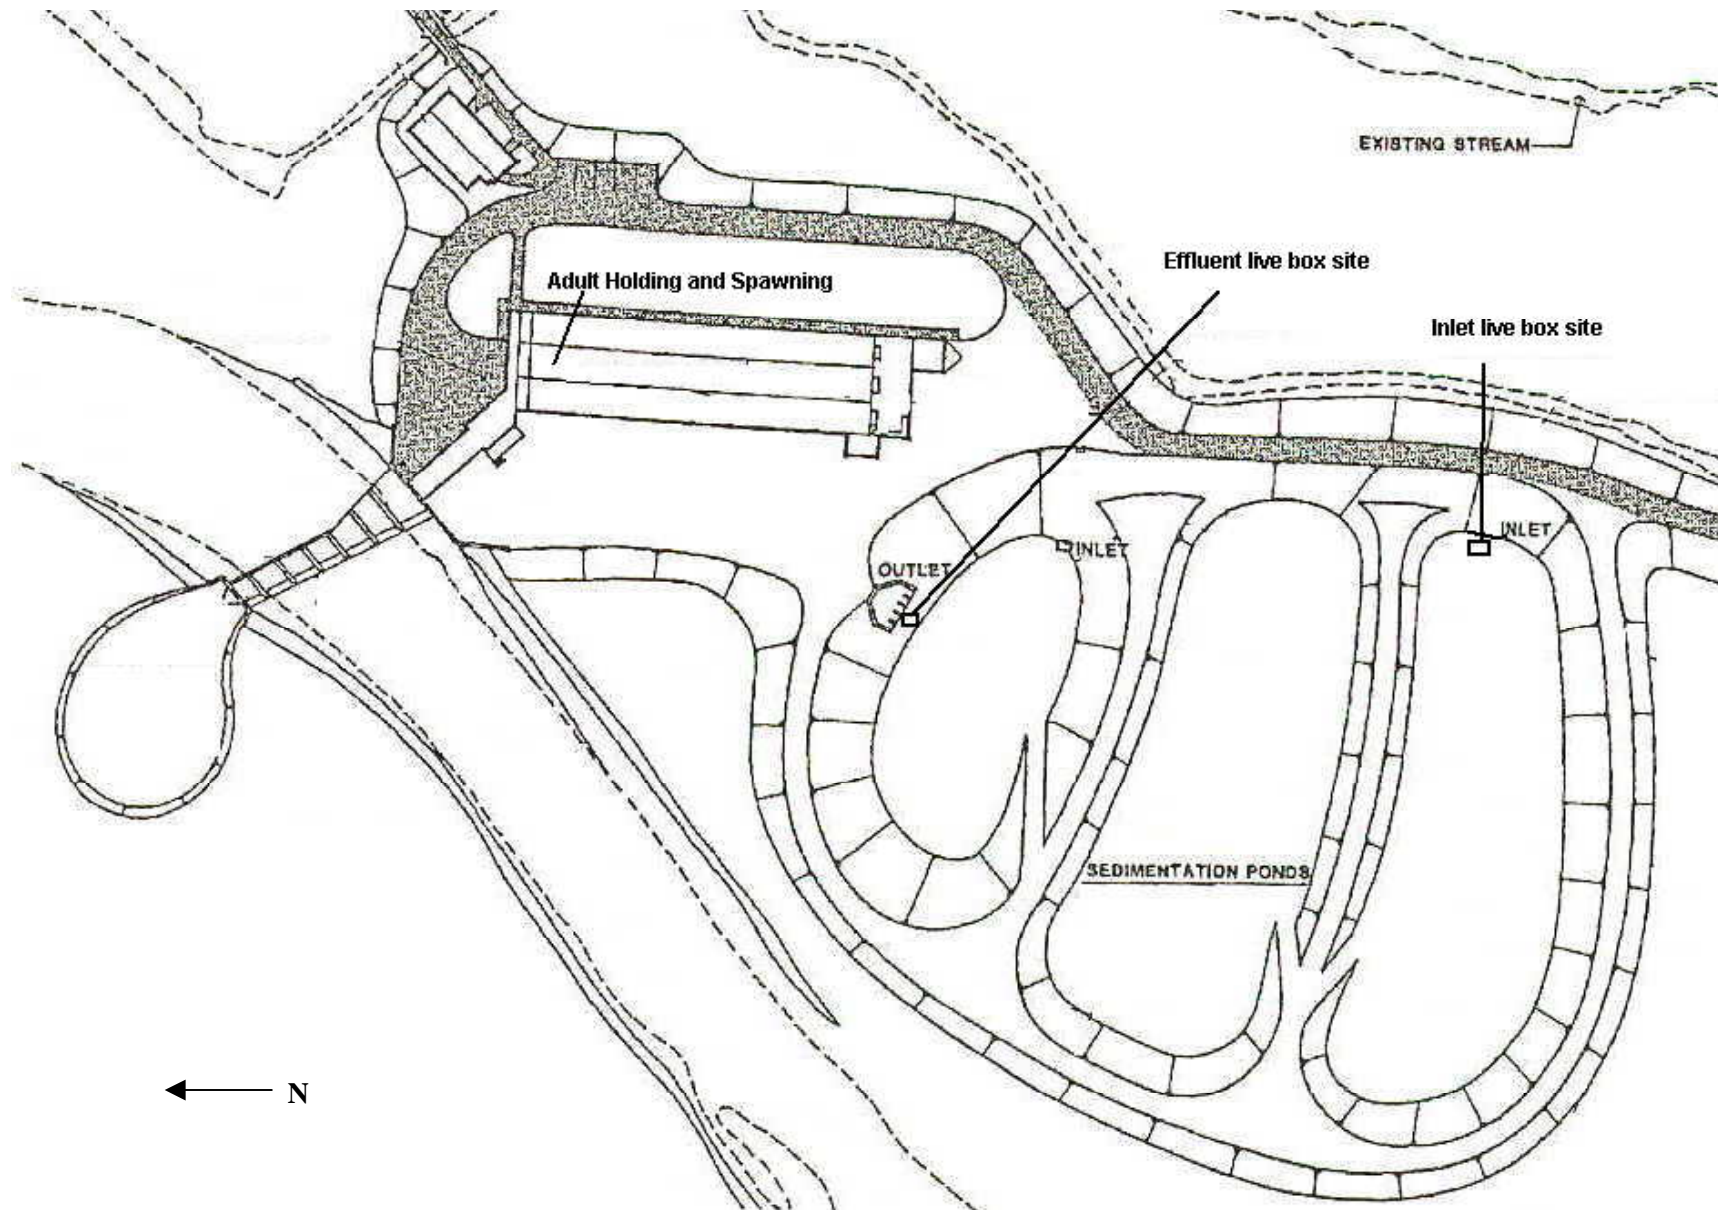 EXISTING STREAM
Effluent live box site
Adult Holding and Spawning
Inlet live box site
INLET
INLET
OUTLET
SEDIMENTATION PONDS
N